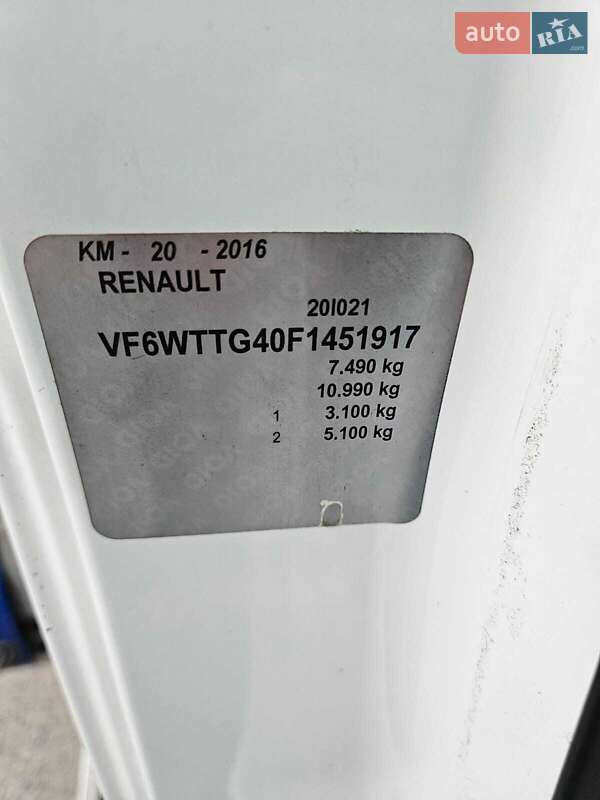 auto RIA .com
KM - 20 - 2016
RENAULT
20I021
VF6WTTG40F1451917
7.490 kg
10.990 kg
1 3.100 kg
2 5.100 kg